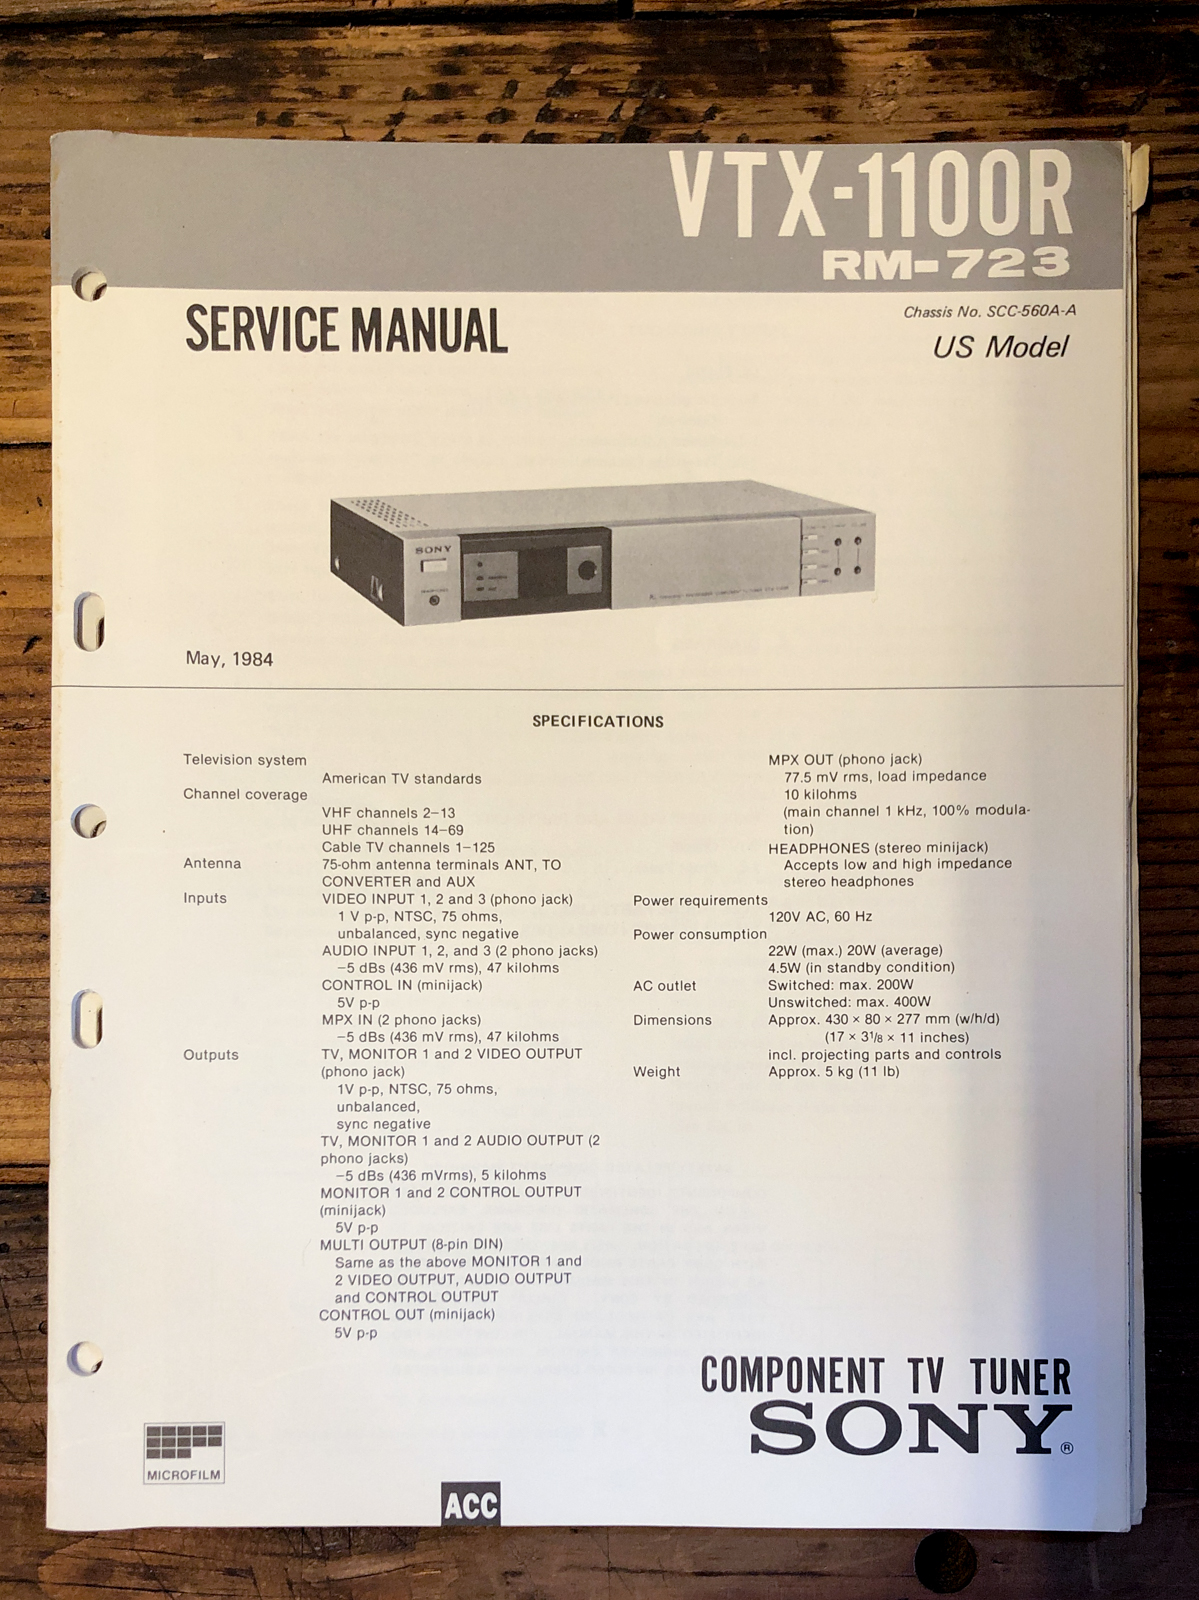 VTX-1100R
RM-723
SERVICE MANUAL
Chassis No. SCC-560A-A
US Model
SONY
May, 1984
SPECIFICATIONS
Television system
American TV standards
Channel coverage
VHF channels 2–13
UHF channels 14–69
Cable TV channels 1–125
Antenna 75-ohm antenna terminals ANT, TO
CONVERTER and AUX
Inputs VIDEO INPUT 1, 2 and 3 (phono jack)
1 V p-p, NTSC, 75 ohms,
unbalanced, sync negative
AUDIO INPUT 1, 2, and 3 (2 phono jacks)
–5 dBs (436 mV rms), 47 kilohms
CONTROL IN (minijack)
5V p-p
MPX IN (2 phono jacks)
–5 dBs (436 mV rms), 47 kilohms
Outputs TV, MONITOR 1 and 2 VIDEO OUTPUT
(phono jack)
1V p-p, NTSC, 75 ohms,
unbalanced,
sync negative
TV, MONITOR 1 and 2 AUDIO OUTPUT (2
phono jacks)
–5 dBs (436 mVrms), 5 kilohms
MONITOR 1 and 2 CONTROL OUTPUT
(minijack)
5V p-p
MULTI OUTPUT (8-pin DIN)
Same as the above MONITOR 1 and
2 VIDEO OUTPUT, AUDIO OUTPUT
and CONTROL OUTPUT
CONTROL OUT (minijack)
5V p-p
MPX OUT (phono jack)
77.5 mV rms, load impedance
10 kilohms
(main channel 1 kHz, 100% modula-
tion)
HEADPHONES (stereo minijack)
Accepts low and high impedance
stereo headphones
Power requirements
120V AC, 60 Hz
Power consumption
22W (max.) 20W (average)
4.5W (in standby condition)
AC outlet Switched: max. 200W
Unswitched: max. 400W
Dimensions Approx. 430 × 80 × 277 mm (w/h/d)
(17 × 3 1/8 × 11 inches)
incl. projecting parts and controls
Weight Approx. 5 kg (11 lb)
COMPONENT TV TUNER
SONY®
MICROFILM
ACC